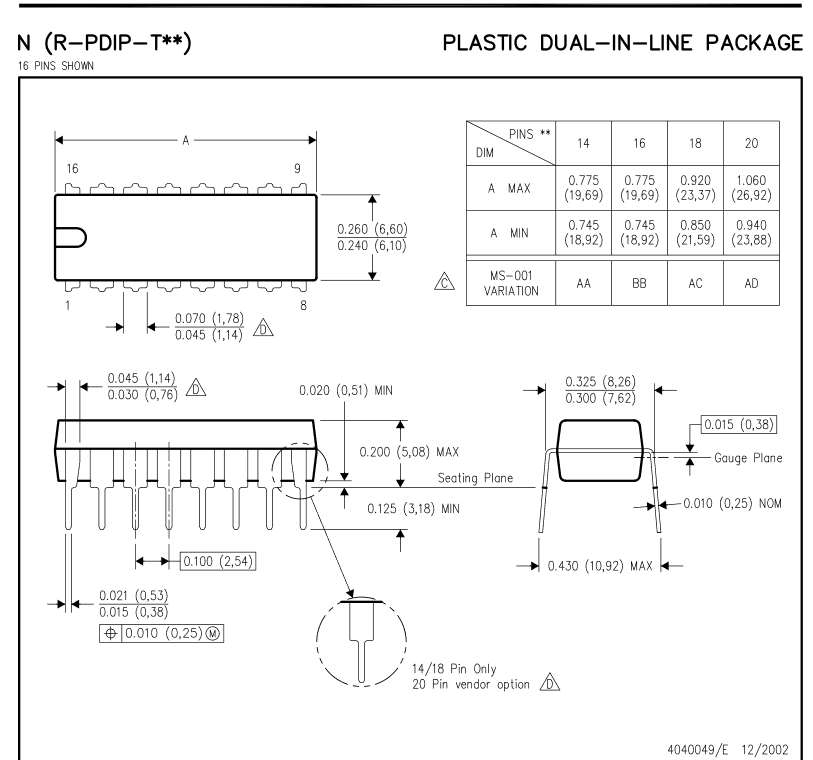 N (R-PDIP-T**)
PLASTIC DUAL-IN-LINE PACKAGE
16 PINS SHOWN
A
16
9
1
8
0.260 (6,60)
0.240 (6,10)
0.070 (1,78)
0.045 (1,14)
D
PINS **
DIM
14
16
18
20
A MAX
0.775
(19,69)
0.775
(19,69)
0.920
(23,37)
1.060
(26,92)
A MIN
0.745
(18,92)
0.745
(18,92)
0.850
(21,59)
0.940
(23,88)
C
MS-001
VARIATION
AA
BB
AC
AD
0.045 (1,14)
0.030 (0,76)
D
0.020 (0,51) MIN
0.200 (5,08) MAX
Seating Plane
0.125 (3,18) MIN
0.100 (2,54)
0.021 (0,53)
0.015 (0,38)
⌖ 0.010 (0,25) Ⓜ
14/18 Pin Only
20 Pin vendor option D
0.325 (8,26)
0.300 (7,62)
0.015 (0,38)
Gauge Plane
0.010 (0,25) NOM
0.430 (10,92) MAX
4040049/E 12/2002